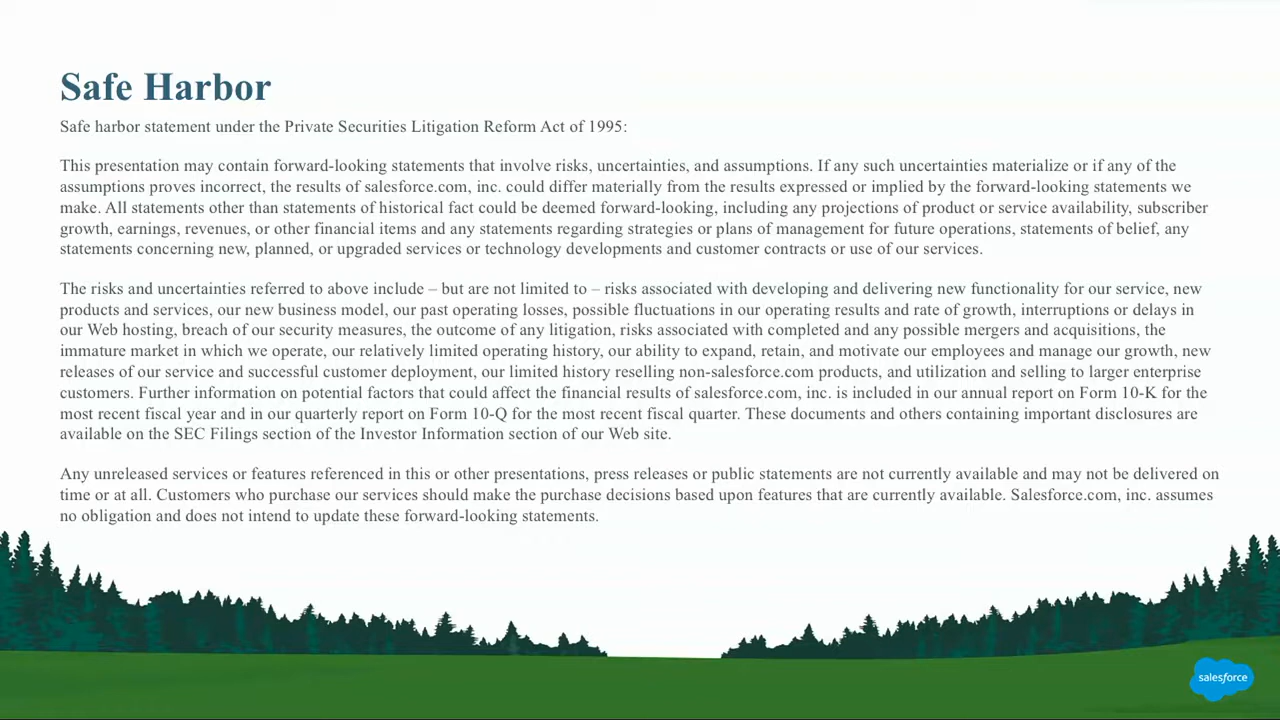 Safe Harbor
Safe harbor statement under the Private Securities Litigation Reform Act of 1995:
This presentation may contain forward-looking statements that involve risks, uncertainties, and assumptions. If any such uncertainties materialize or if any of the
assumptions proves incorrect, the results of salesforce.com, inc. could differ materially from the results expressed or implied by the forward-looking statements we
make. All statements other than statements of historical fact could be deemed forward-looking, including any projections of product or service availability, subscriber
growth, earnings, revenues, or other financial items and any statements regarding strategies or plans of management for future operations, statements of belief, any
statements concerning new, planned, or upgraded services or technology developments and customer contracts or use of our services.
The risks and uncertainties referred to above include – but are not limited to – risks associated with developing and delivering new functionality for our service, new
products and services, our new business model, our past operating losses, possible fluctuations in our operating results and rate of growth, interruptions or delays in
our Web hosting, breach of our security measures, the outcome of any litigation, risks associated with completed and any possible mergers and acquisitions, the
immature market in which we operate, our relatively limited operating history, our ability to expand, retain, and motivate our employees and manage our growth, new
releases of our service and successful customer deployment, our limited history reselling non-salesforce.com products, and utilization and selling to larger enterprise
customers. Further information on potential factors that could affect the financial results of salesforce.com, inc. is included in our annual report on Form 10-K for the
most recent fiscal year and in our quarterly report on Form 10-Q for the most recent fiscal quarter. These documents and others containing important disclosures are
available on the SEC Filings section of the Investor Information section of our Web site.
Any unreleased services or features referenced in this or other presentations, press releases or public statements are not currently available and may not be delivered on
time or at all. Customers who purchase our services should make the purchase decisions based upon features that are currently available. Salesforce.com, inc. assumes
no obligation and does not intend to update these forward-looking statements.
salesforce